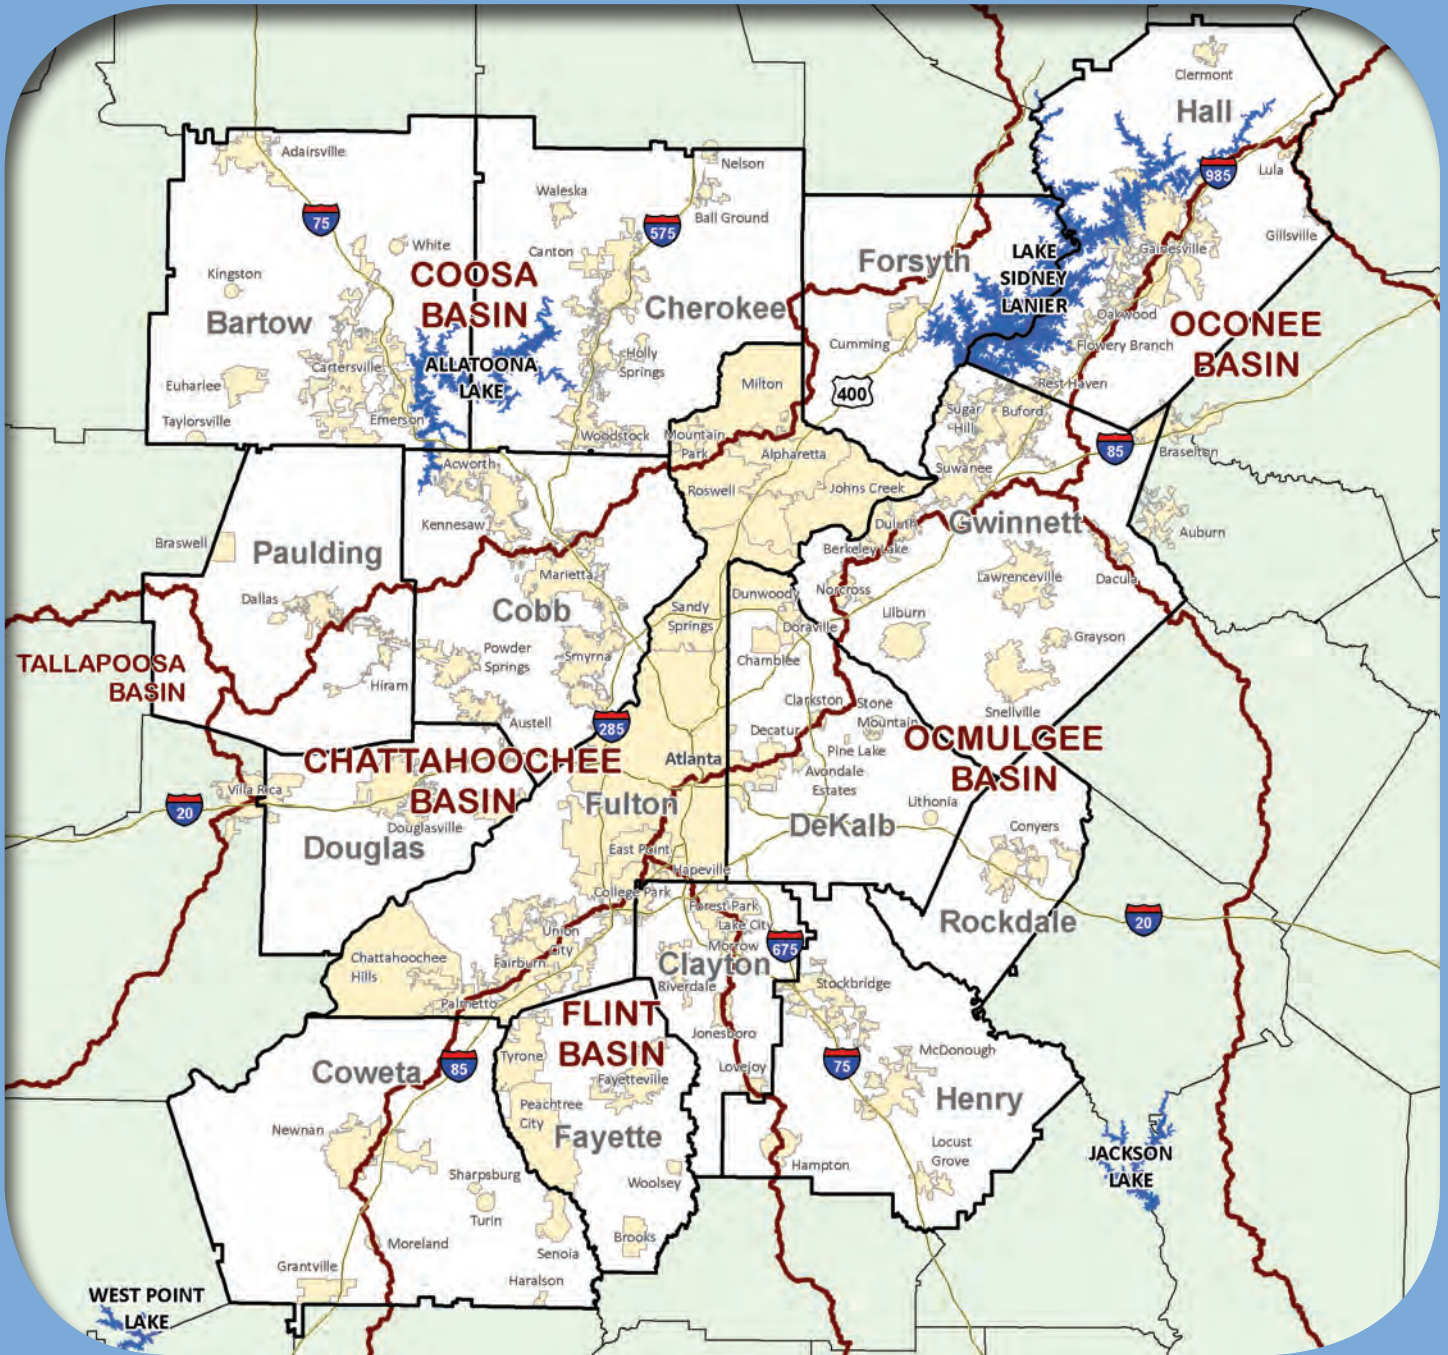 Clermont
Hall
Adairsville
Nelson
985
Lula
Waleska
75
575
Ball Ground
White
Canton
Gillsville
Gainesville
LAKE
SIDNEY
LANIER
Forsyth
Kingston
COOSA
BASIN
Cherokee
Bartow
Oakwood
OCONEE
BASIN
Cumming
Flowery Branch
Holly
Springs
ALLATOONA
LAKE
Cartersville
Euharlee
Milton
400
Rest Haven
Taylorsville
Emerson
Sugar
Hill
Buford
Woodstock
Mountain
Park
Alpharetta
85
Braselton
Acworth
Suwanee
Roswell
Johns Creek
Kennesaw
Duluth
Gwinnett
Auburn
Braswell
Paulding
Berkeley Lake
Marietta
Lawrenceville
Dacula
Dallas
Cobb
Sandy
Springs
Dunwoody
Norcross
Lilburn
Doraville
Grayson
TALLAPOOSA
BASIN
Powder
Springs
Smyrna
Chamblee
Hiram
Clarkston
Stone
Mountain
Snellville
Austell
285
Decatur
OCMULGEE
BASIN
CHATTAHOOCHEE
BASIN
Atlanta
Pine Lake
Avondale
Estates
Villa Rica
20
Fulton
Lithonia
Douglasville
DeKalb
Conyers
Douglas
East Point
Hapeville
College Park
Forest Park
Rockdale
20
Lake City
Union
City
675
Morrow
Chattahoochee
Hills
Fairburn
Clayton
Riverdale
Stockbridge
Palmetto
FLINT
BASIN
Jonesboro
Tyrone
McDonough
Coweta
85
Lovejoy
75
Fayetteville
Henry
Peachtree
City
Newnan
Fayette
Locust
Grove
JACKSON
LAKE
Hampton
Sharpsburg
Woolsey
Turin
Moreland
Brooks
Senoia
Grantville
Haralson
WEST POINT
LAKE